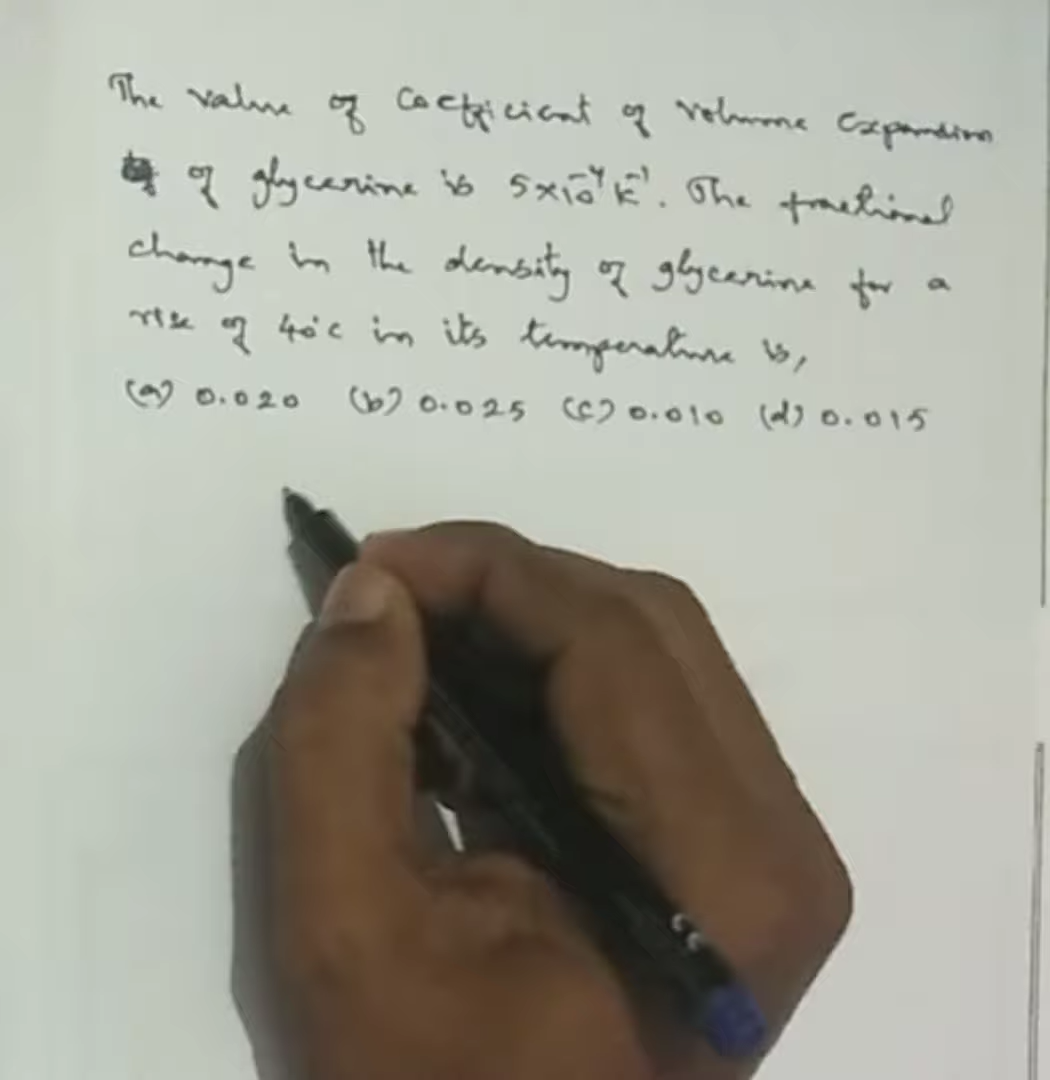 The value of coefficient of volume expansion
of glycerine is 5×10⁻⁴ K⁻¹. The fractional
change in the density of glycerine for a
rise of 40°C in its temperature is,
(a) 0.020 (b) 0.025 (c) 0.010 (d) 0.015